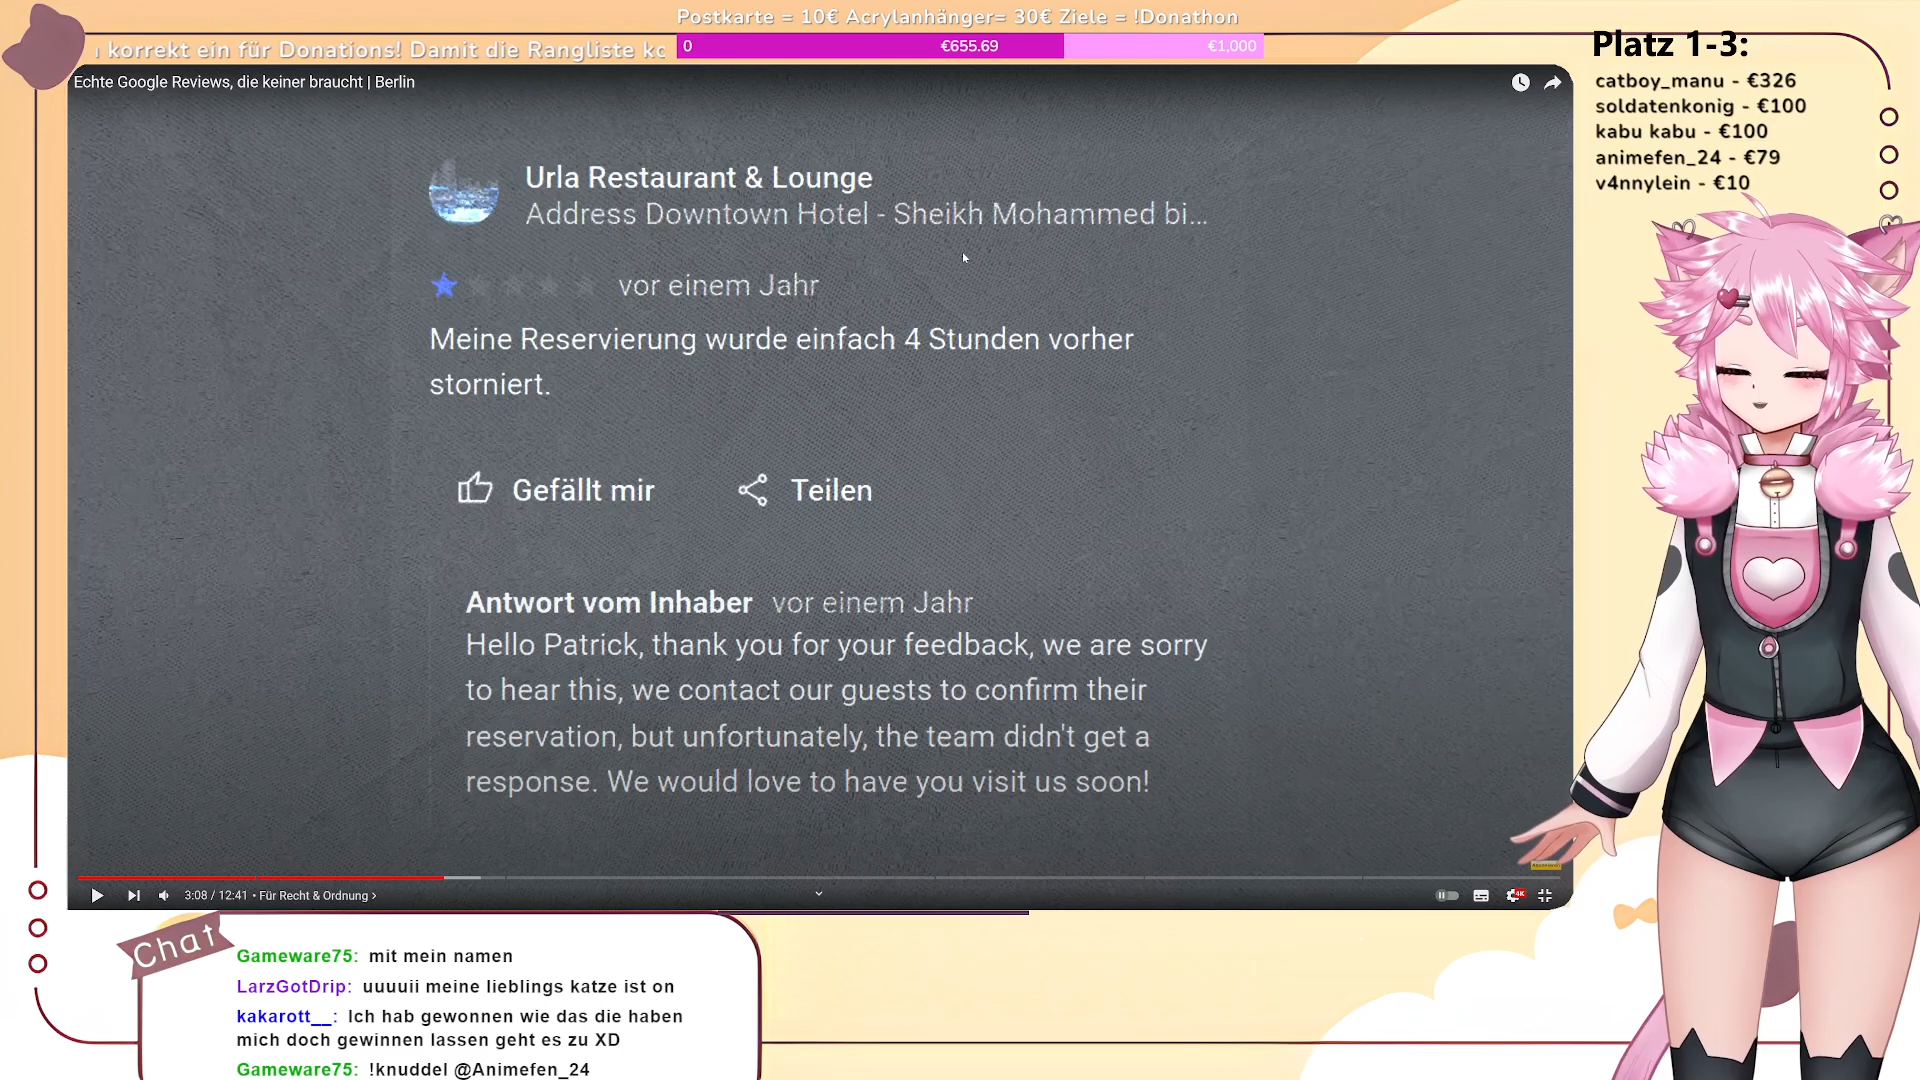 Postkarte = 10€ Acrylanhänger= 30€ Ziele = !Donathon
korrekt ein für Donations! Damit die Rangliste ko
0 €655.69 €1,000
Platz 1-3:
catboy_manu - €326
soldatenkonig - €100
kabu kabu - €100
animefen_24 - €79
v4nnylein - €10
Echte Google Reviews, die keiner braucht | Berlin
Urla Restaurant & Lounge
Address Downtown Hotel - Sheikh Mohammed bi...
vor einem Jahr
Meine Reservierung wurde einfach 4 Stunden vorher
storniert.
Gefällt mir Teilen
Antwort vom Inhaber vor einem Jahr
Hello Patrick, thank you for your feedback, we are sorry
to hear this, we contact our guests to confirm their
reservation, but unfortunately, the team didn't get a
response. We would love to have you visit us soon!
3:08 / 12:41 • Für Recht & Ordnung ›
4K
Chat
Gameware75: mit mein namen
LarzGotDrip: uuuuii meine lieblings katze ist on
kakarott__: Ich hab gewonnen wie das die haben
mich doch gewinnen lassen geht es zu XD
Gameware75: !knuddel @Animefen_24